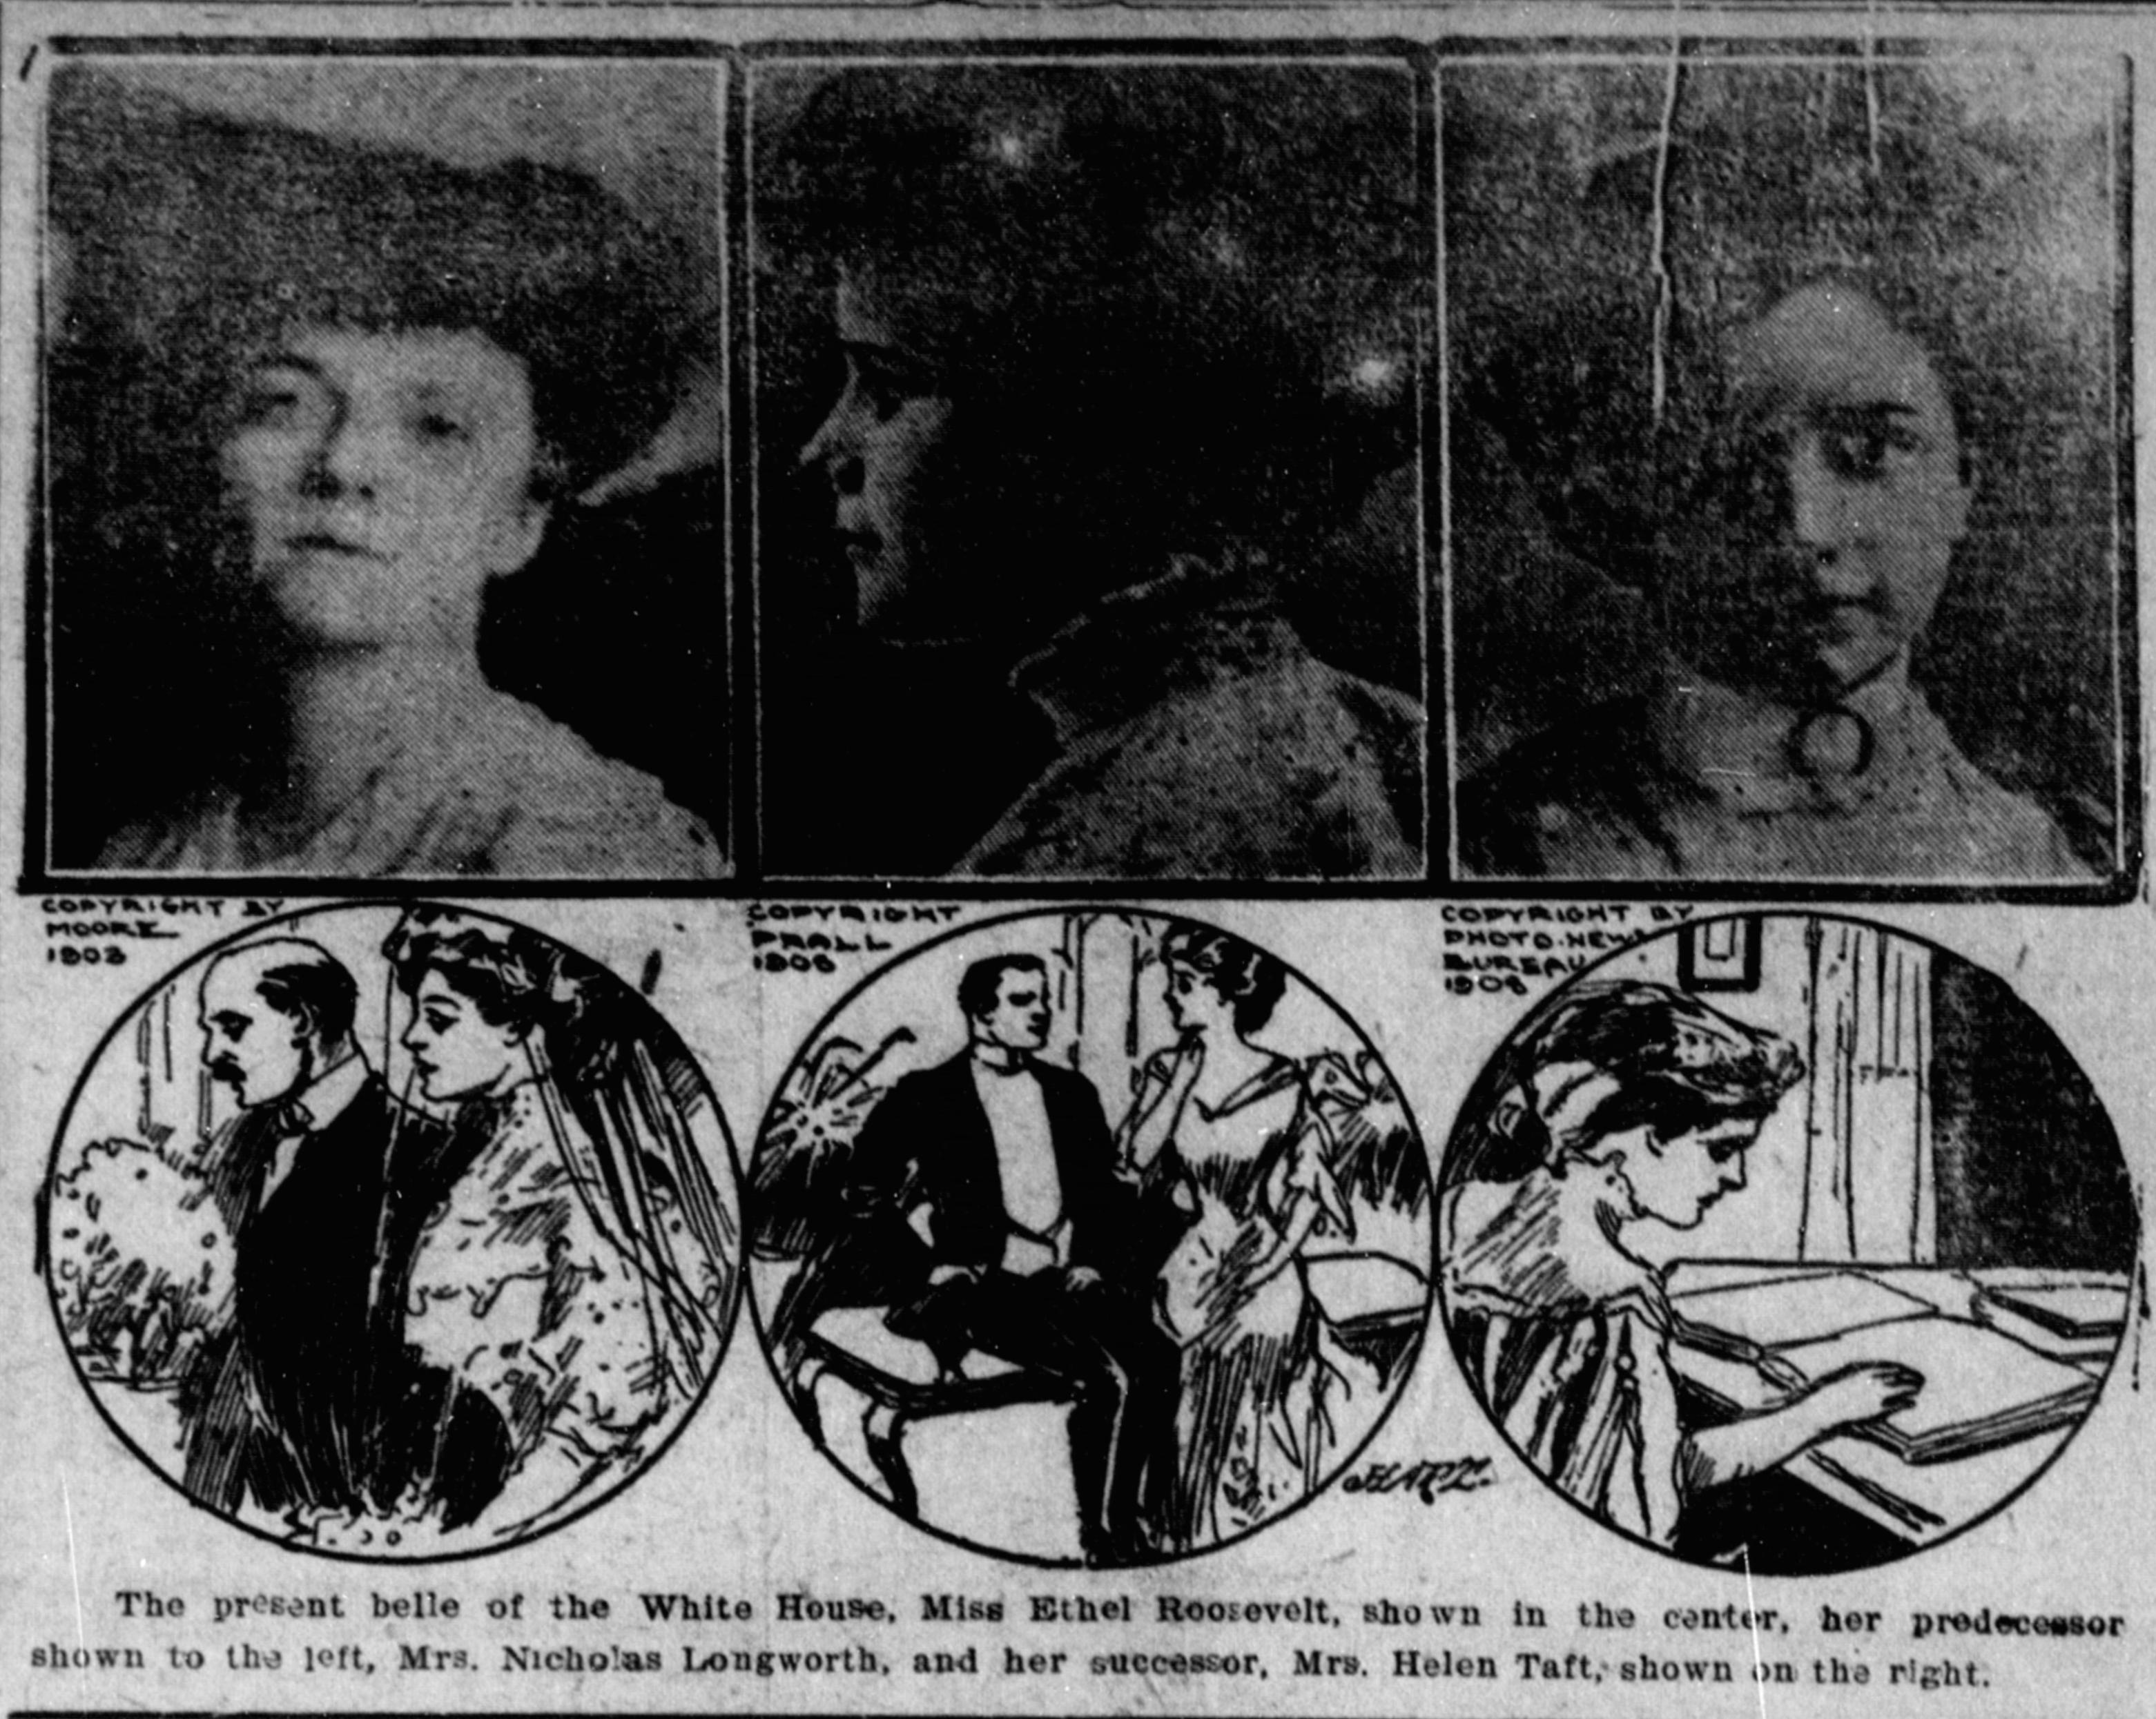 COPYRIGHT BY
MOORE
1903
COPYRIGHT
PRALL
1908
COPYRIGHT BY
PHOTO-NEWS
BUREAU
1908
The present belle of the White House, Miss Ethel Roosevelt, shown in the center, her predecessor
shown to the left, Mrs. Nicholas Longworth, and her successor, Mrs. Helen Taft, shown on the right.